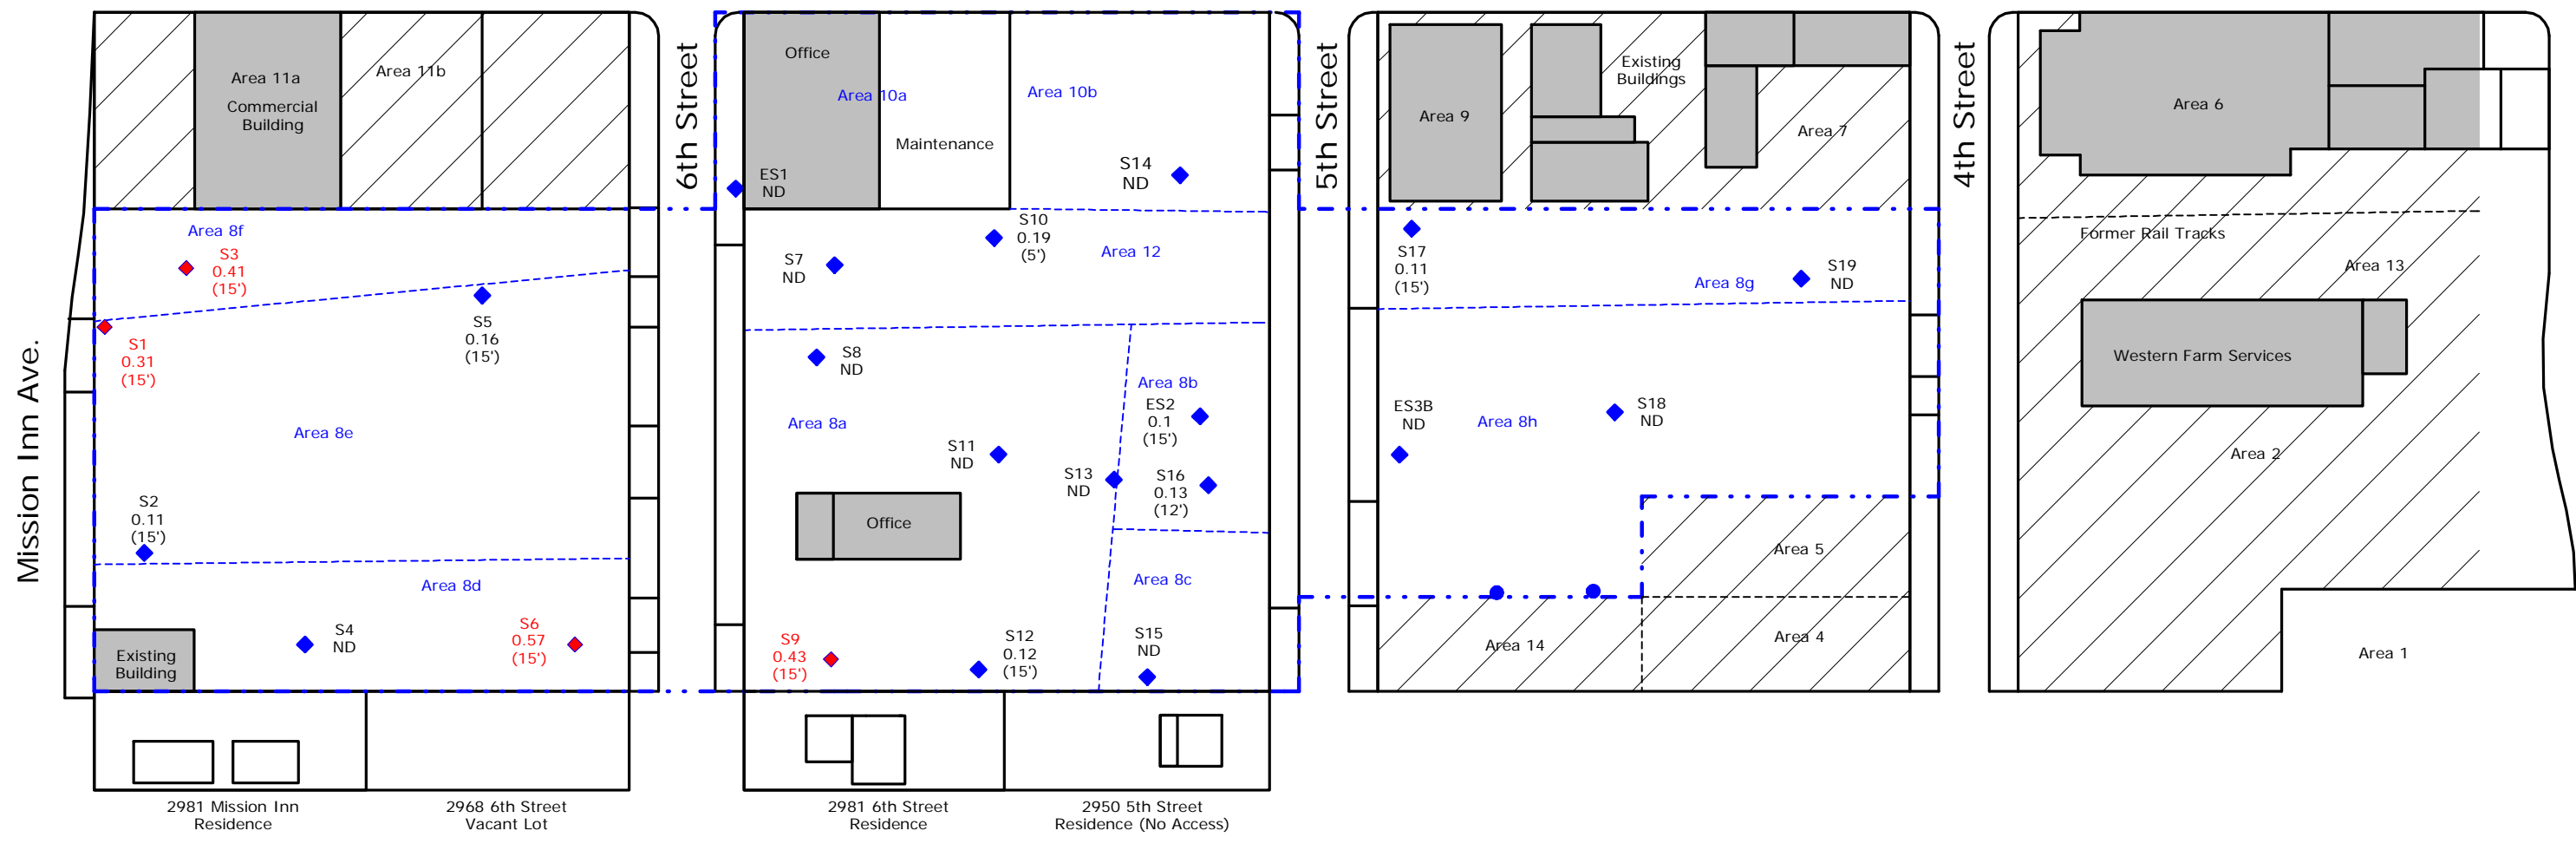 Mission Inn Ave.
Area 11a
Commercial
Building
Area 11b
Area 8f
S3
0.41
(15')
S1
0.31
(15')
S5
0.16
(15')
Area 8e
S2
0.11
(15')
Area 8d
S4
ND
S6
0.57
(15')
Existing
Building
2981 Mission Inn
Residence
2968 6th Street
Vacant Lot
6th Street
Office
Area 10a
Maintenance
Area 10b
ES1
ND
S14
ND
S10
0.19
(5')
S7
ND
Area 12
S8
ND
Area 8a
Area 8b
ES2
0.1
(15')
S11
ND
S13
ND
S16
0.13
(12')
Office
Area 8c
S9
0.43
(15')
S12
0.12
(15')
S15
ND
2981 6th Street
Residence
2950 5th Street
Residence (No Access)
5th Street
Area 9
Existing
Buildings
Area 7
S17
0.11
(15')
Area 8g
S19
ND
ES3B
ND
Area 8h
S18
ND
Area 5
Area 14
Area 4
4th Street
Area 6
Former Rail Tracks
Area 13
Western Farm Services
Area 2
Area 1